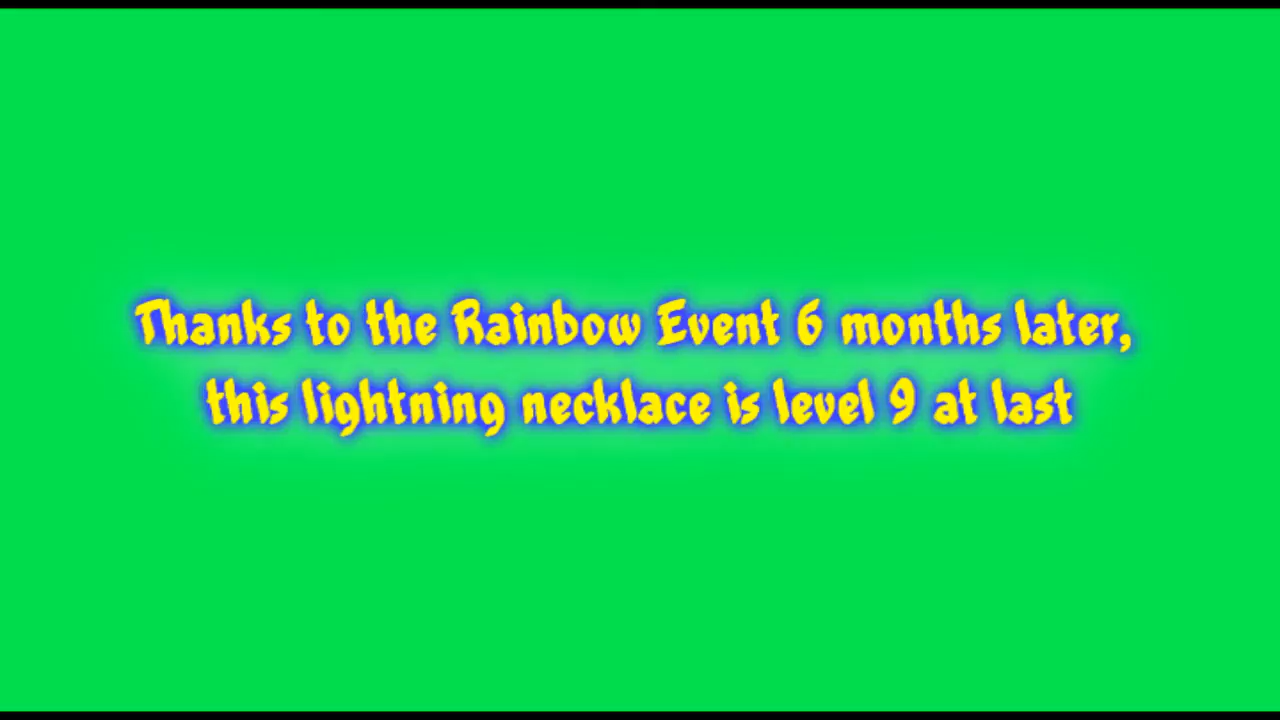 Thanks to the Rainbow Event 6 months later,
this lightning necklace is level 9 at last